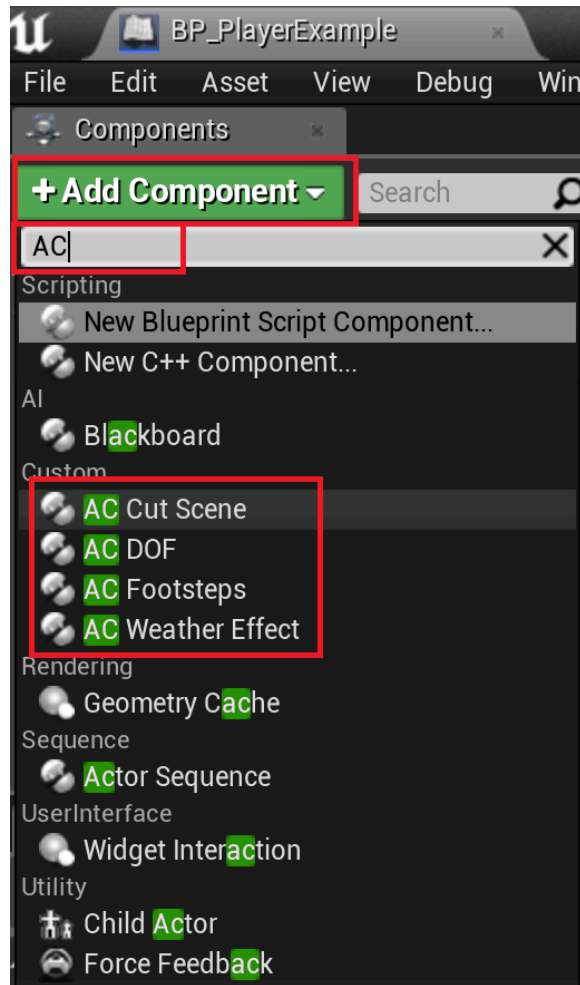 BP_PlayerExample
File Edit Asset View Debug Win
Components
+ Add Component Search
AC
Scripting
New Blueprint Script Component...
New C++ Component...
AI
Blackboard
Custom
AC Cut Scene
AC DOF
AC Footsteps
AC Weather Effect
Rendering
Geometry Cache
Sequence
Actor Sequence
UserInterface
Widget Interaction
Utility
Child Actor
Force Feedback